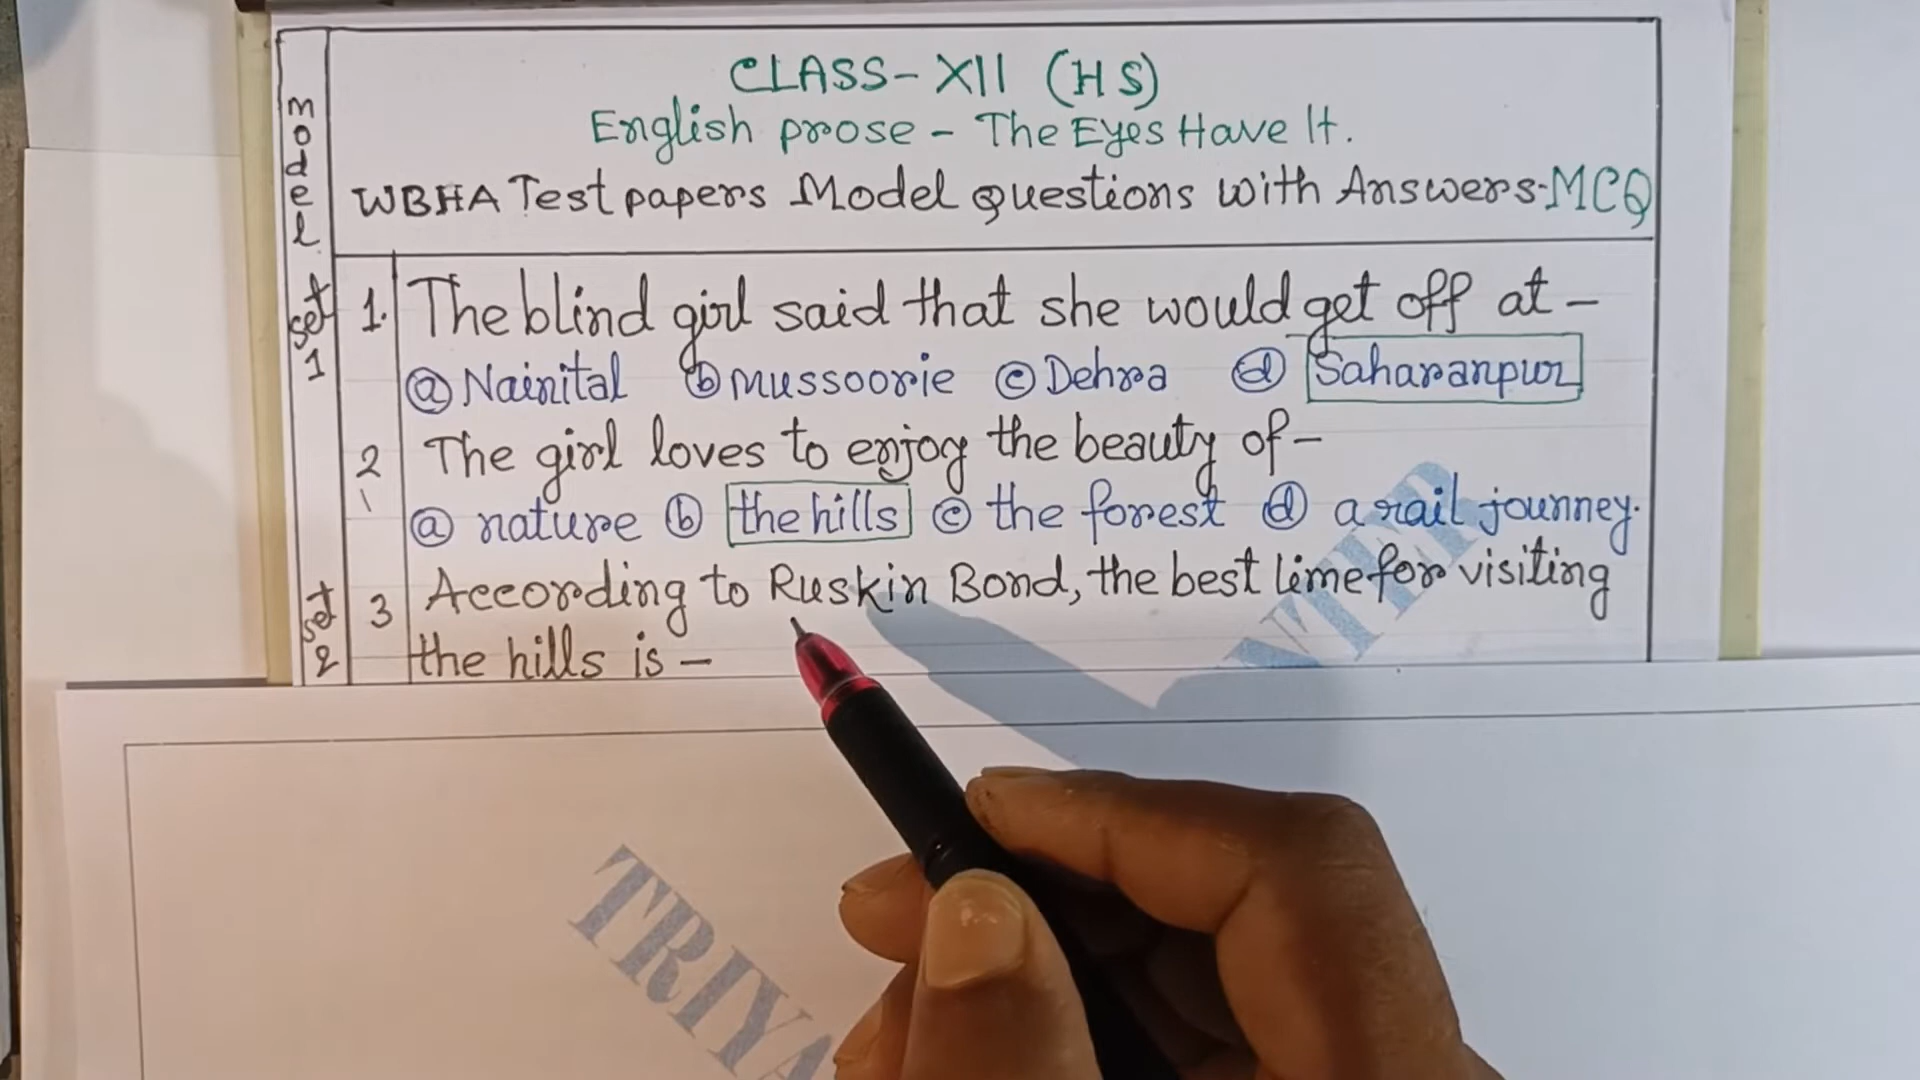 CLASS-XII (HS)
English prose - The Eyes Have It.
WBHA Test papers Model questions with Answers-MCQ
Model set 1
1. The blind girl said that she would get off at -
(a) Nainital (b) Mussoorie (c) Dehra (d) Saharanpur
2 The girl loves to enjoy the beauty of -
(a) nature (b) the hills (c) the forest (d) a rail jounney.
set 2
3 According to Ruskin Bond, the best time for visiting
the hills is -
TRIYA